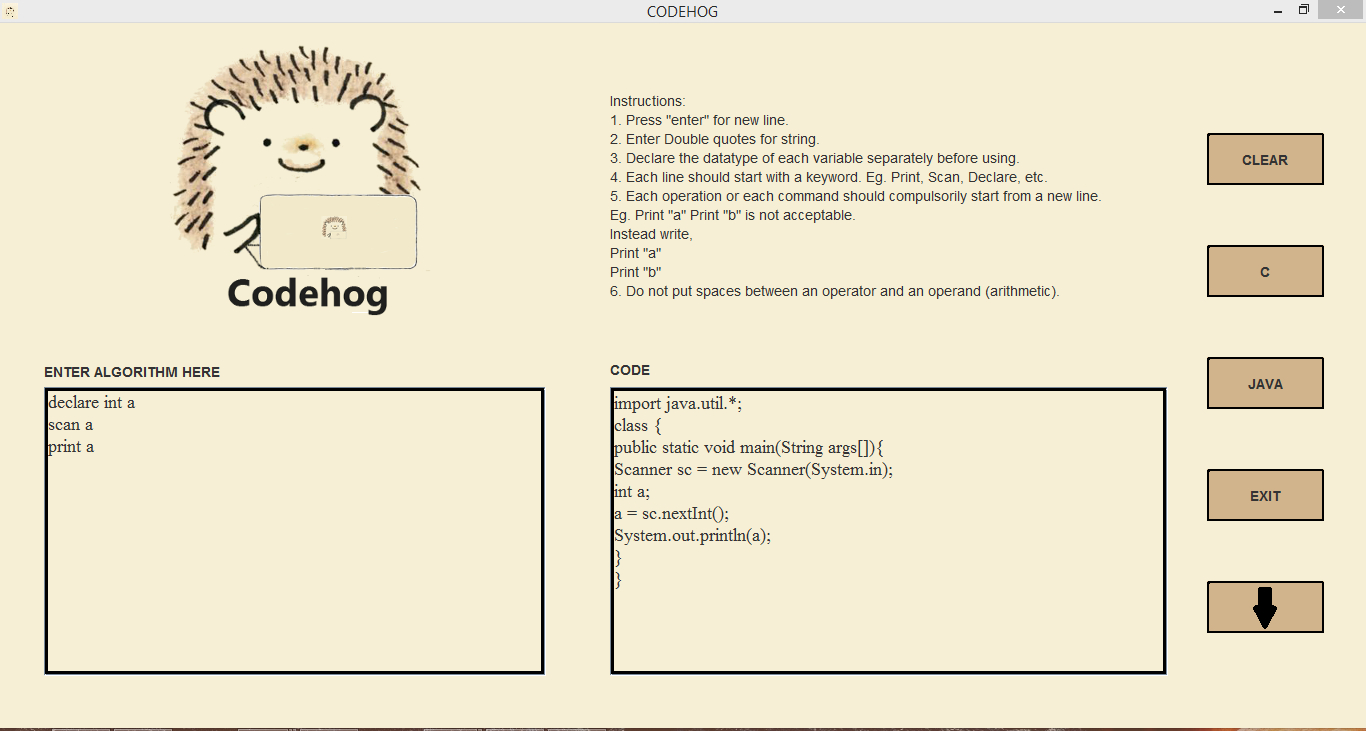 CODEHOG
Codehog
Instructions:
1. Press "enter" for new line.
2. Enter Double quotes for string.
3. Declare the datatype of each variable separately before using.
4. Each line should start with a keyword. Eg. Print, Scan, Declare, etc.
5. Each operation or each command should compulsorily start from a new line.
Eg. Print "a" Print "b" is not acceptable.
Instead write,
Print "a"
Print "b"
6. Do not put spaces between an operator and an operand (arithmetic).
ENTER ALGORITHM HERE
declare int a
scan a
print a
CODE
import java.util.*;
class {
public static void main(String args[]){
Scanner sc = new Scanner(System.in);
int a;
a = sc.nextInt();
System.out.println(a);
}
}
CLEAR
C
JAVA
EXIT